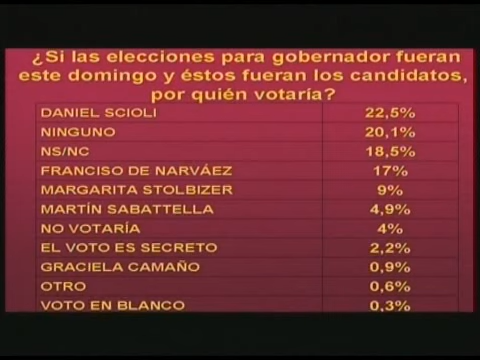 ¿Si las elecciones para gobernador fueran
este domingo y éstos fueran los candidatos,
por quién votaría?
DANIEL SCIOLI 22,5%
NINGUNO 20,1%
NS/NC 18,5%
FRANCISO DE NARVÁEZ 17%
MARGARITA STOLBIZER 9%
MARTÍN SABATTELLA 4,9%
NO VOTARÍA 4%
EL VOTO ES SECRETO 2,2%
GRACIELA CAMAÑO 0,9%
OTRO 0,6%
VOTO EN BLANCO 0,3%